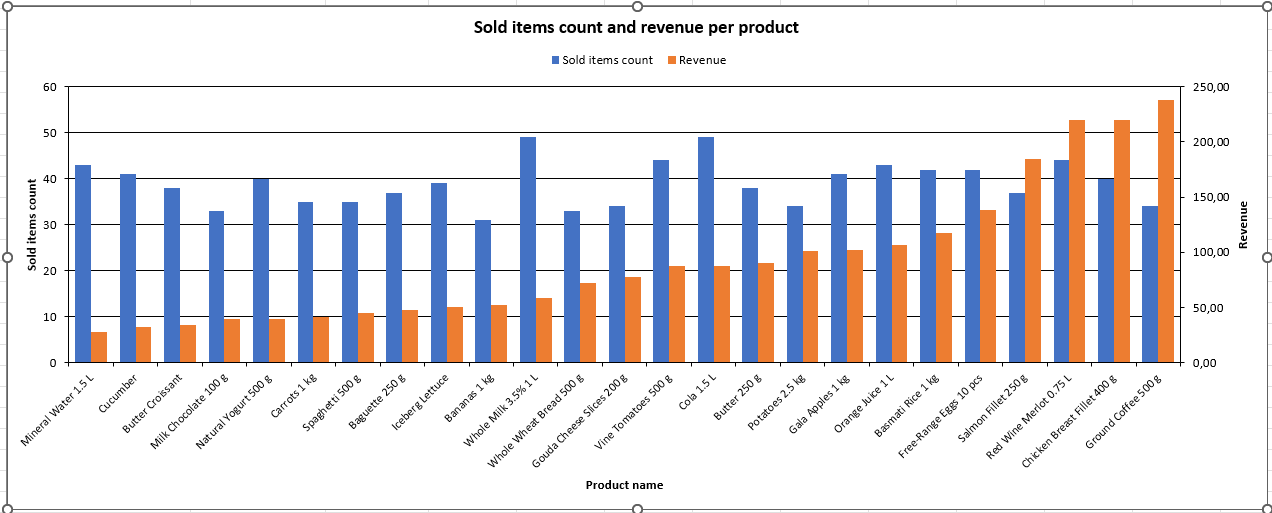 Sold items count and revenue per product
Sold items count Revenue
60
50
40
30
20
10
0
Sold items count
250,00
200,00
150,00
100,00
50,00
0,00
Revenue
Mineral Water 1.5 L
Cucumber
Butter Croissant
Milk Chocolate 100 g
Natural Yogurt 500 g
Carrots 1 kg
Spaghetti 500 g
Baguette 250 g
Iceberg Lettuce
Bananas 1 kg
Whole Milk 3.5% 1 L
Whole Wheat Bread 500 g
Gouda Cheese Slices 200 g
Vine Tomatoes 500 g
Cola 1.5 L
Butter 250 g
Potatoes 2.5 kg
Gala Apples 1 kg
Orange Juice 1 L
Basmati Rice 1 kg
Free-Range Eggs 10 pcs
Salmon Fillet 250 g
Red Wine Merlot 0.75 L
Chicken Breast Fillet 400 g
Ground Coffee 500 g
Product name